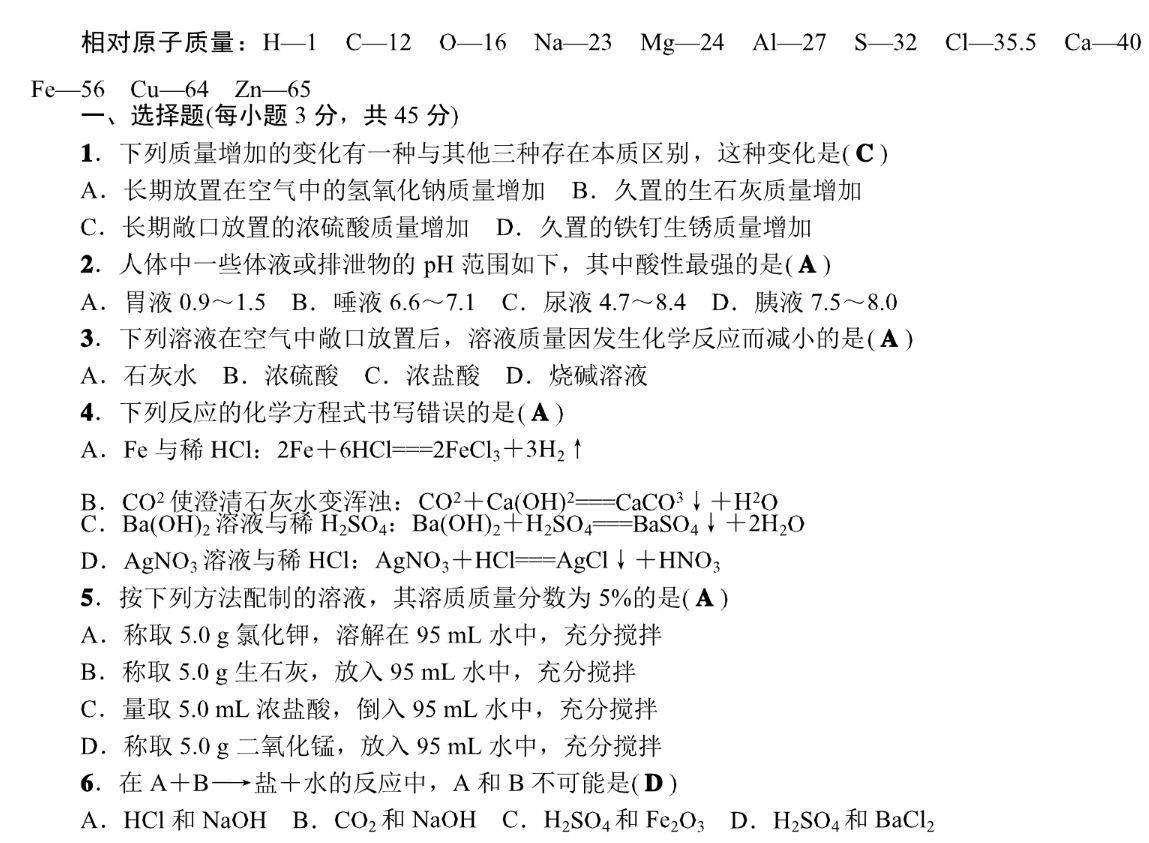 相对原子质量：H—1　C—12　O—16　Na—23　Mg—24　Al—27　S—32　Cl—35.5　Ca—40
Fe—56　Cu—64　Zn—65
一、选择题(每小题 3 分，共 45 分)
1．下列质量增加的变化有一种与其他三种存在本质区别，这种变化是( C )
A．长期放置在空气中的氢氧化钠质量增加　B．久置的生石灰质量增加
C．长期敞口放置的浓硫酸质量增加　D．久置的铁钉生锈质量增加
2．人体中一些体液或排泄物的 pH 范围如下，其中酸性最强的是( A )
A．胃液 0.9～1.5　B．唾液 6.6～7.1　C．尿液 4.7～8.4　D．胰液 7.5～8.0
3．下列溶液在空气中敞口放置后，溶液质量因发生化学反应而减小的是( A )
A．石灰水　B．浓硫酸　C．浓盐酸　D．烧碱溶液
4．下列反应的化学方程式书写错误的是( A )
A．Fe 与稀 HCl：2Fe＋6HCl===2FeCl₃＋3H₂↑
B．CO² 使澄清石灰水变浑浊：CO²＋Ca(OH)²===CaCO³↓＋H²O
C．Ba(OH)₂ 溶液与稀 H₂SO₄：Ba(OH)₂＋H₂SO₄===BaSO₄↓＋2H₂O
D．AgNO₃ 溶液与稀 HCl：AgNO₃＋HCl===AgCl↓＋HNO₃
5．按下列方法配制的溶液，其溶质质量分数为 5%的是( A )
A．称取 5.0 g 氯化钾，溶解在 95 mL 水中，充分搅拌
B．称取 5.0 g 生石灰，放入 95 mL 水中，充分搅拌
C．量取 5.0 mL 浓盐酸，倒入 95 mL 水中，充分搅拌
D．称取 5.0 g 二氧化锰，放入 95 mL 水中，充分搅拌
6．在 A＋B―→盐＋水的反应中，A 和 B 不可能是( D )
A．HCl 和 NaOH　B．CO₂ 和 NaOH　C．H₂SO₄ 和 Fe₂O₃　D．H₂SO₄ 和 BaCl₂